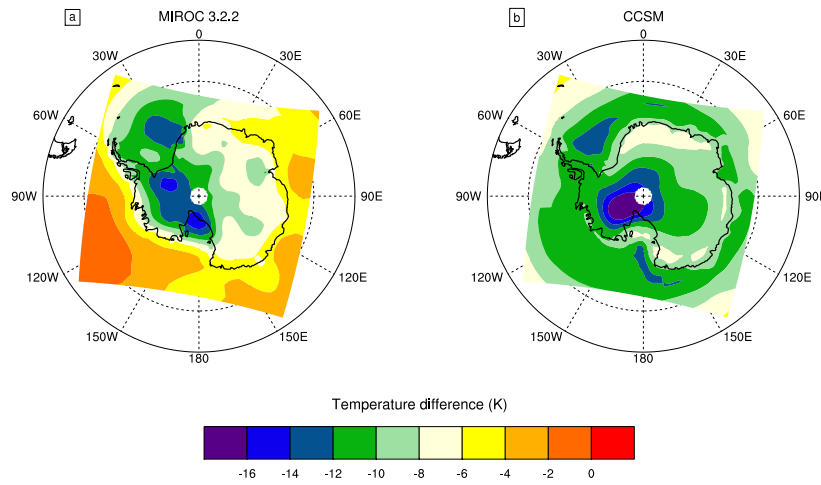 a MIROC 3.2.2
0
30W 30E
60W 60E
90W 90E
120W 120E
150W 150E
180
b CCSM
0
30W 30E
60W 60E
90W 90E
120W 120E
150W 150E
180
Temperature difference (K)
-16 -14 -12 -10 -8 -6 -4 -2 0